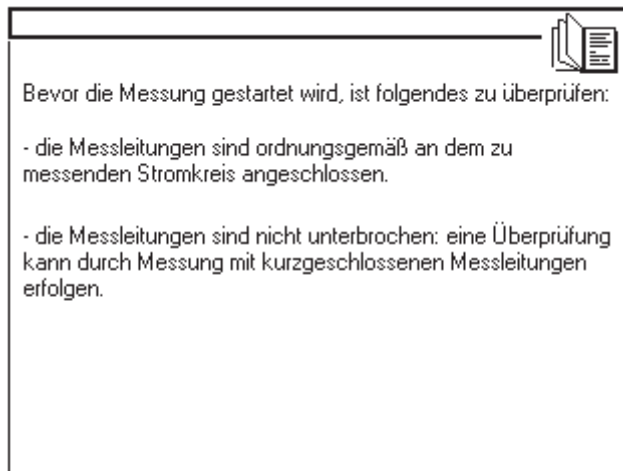 Bevor die Messung gestartet wird, ist folgendes zu überprüfen:
- die Messleitungen sind ordnungsgemäß an dem zu
messenden Stromkreis angeschlossen.
- die Messleitungen sind nicht unterbrochen: eine Überprüfung
kann durch Messung mit kurzgeschlossenen Messleitungen
erfolgen.